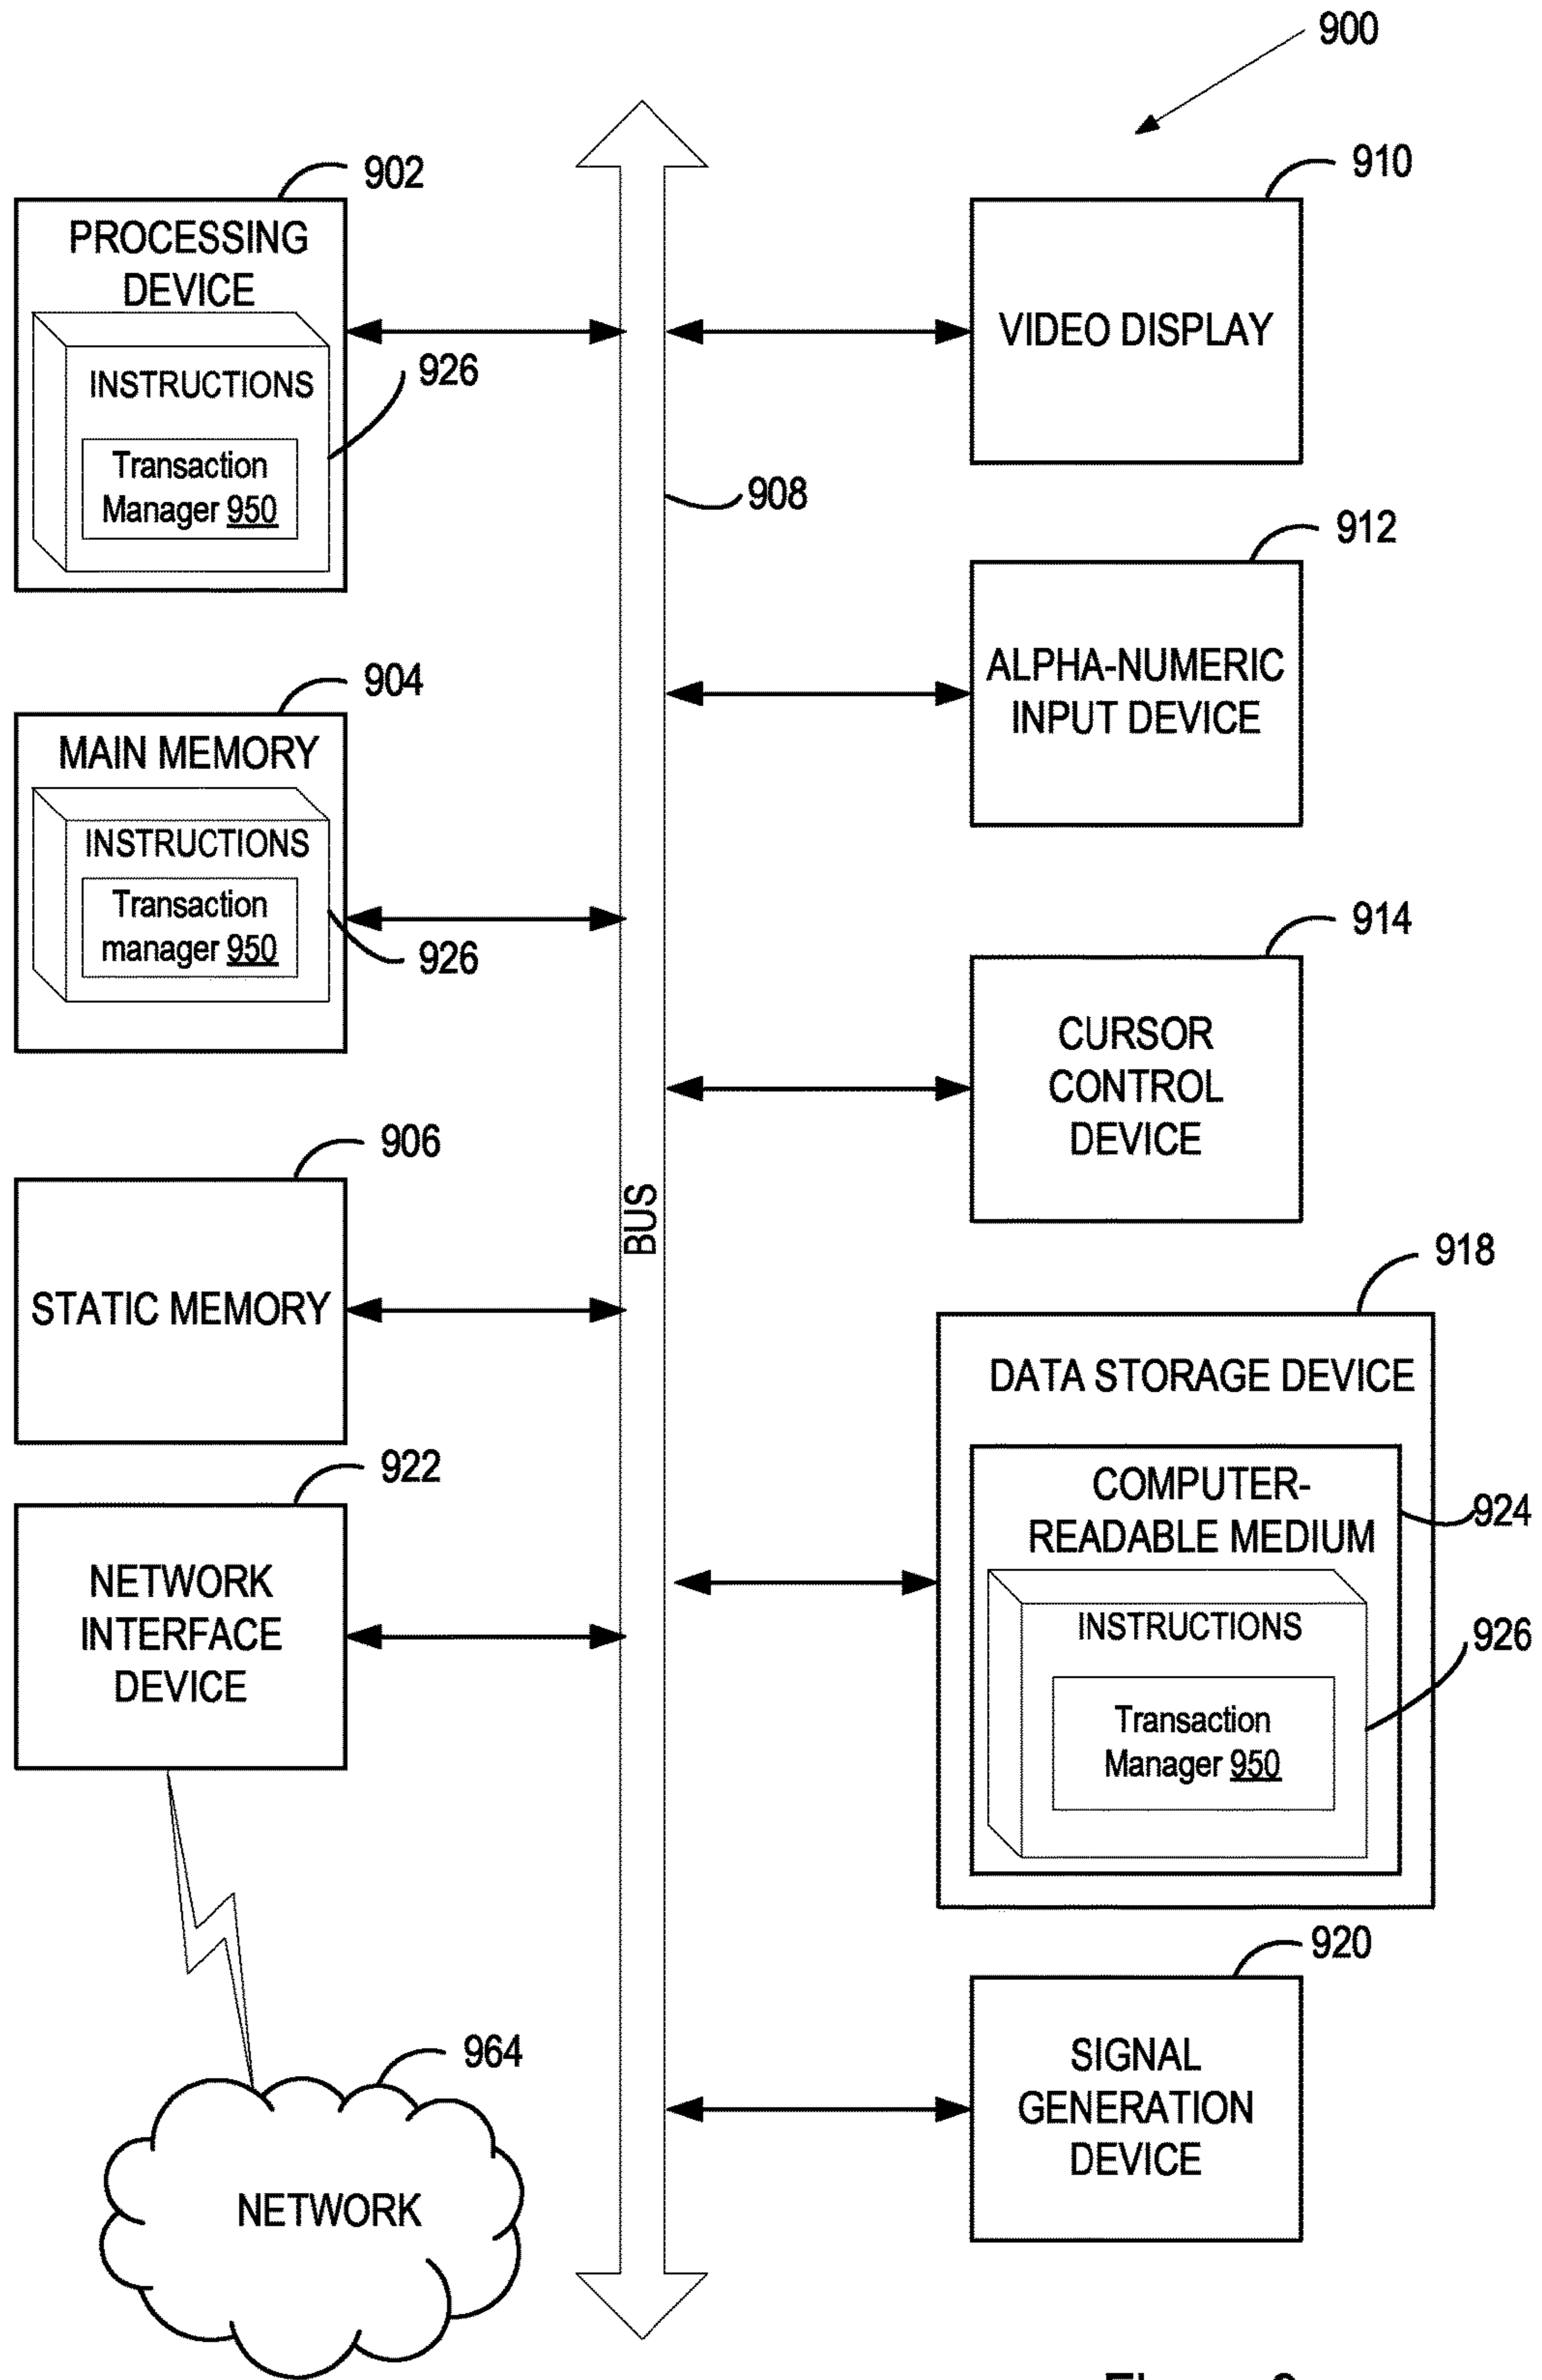 900
902
PROCESSING
DEVICE
INSTRUCTIONS
926
Transaction
Manager 950
908
910
VIDEO DISPLAY
912
ALPHA-NUMERIC
INPUT DEVICE
904
MAIN MEMORY
INSTRUCTIONS
Transaction
manager 950
926
914
CURSOR
CONTROL
DEVICE
906
STATIC MEMORY
BUS
918
DATA STORAGE DEVICE
COMPUTER-
READABLE MEDIUM
924
INSTRUCTIONS
926
Transaction
Manager 950
922
NETWORK
INTERFACE
DEVICE
920
SIGNAL
GENERATION
DEVICE
964
NETWORK